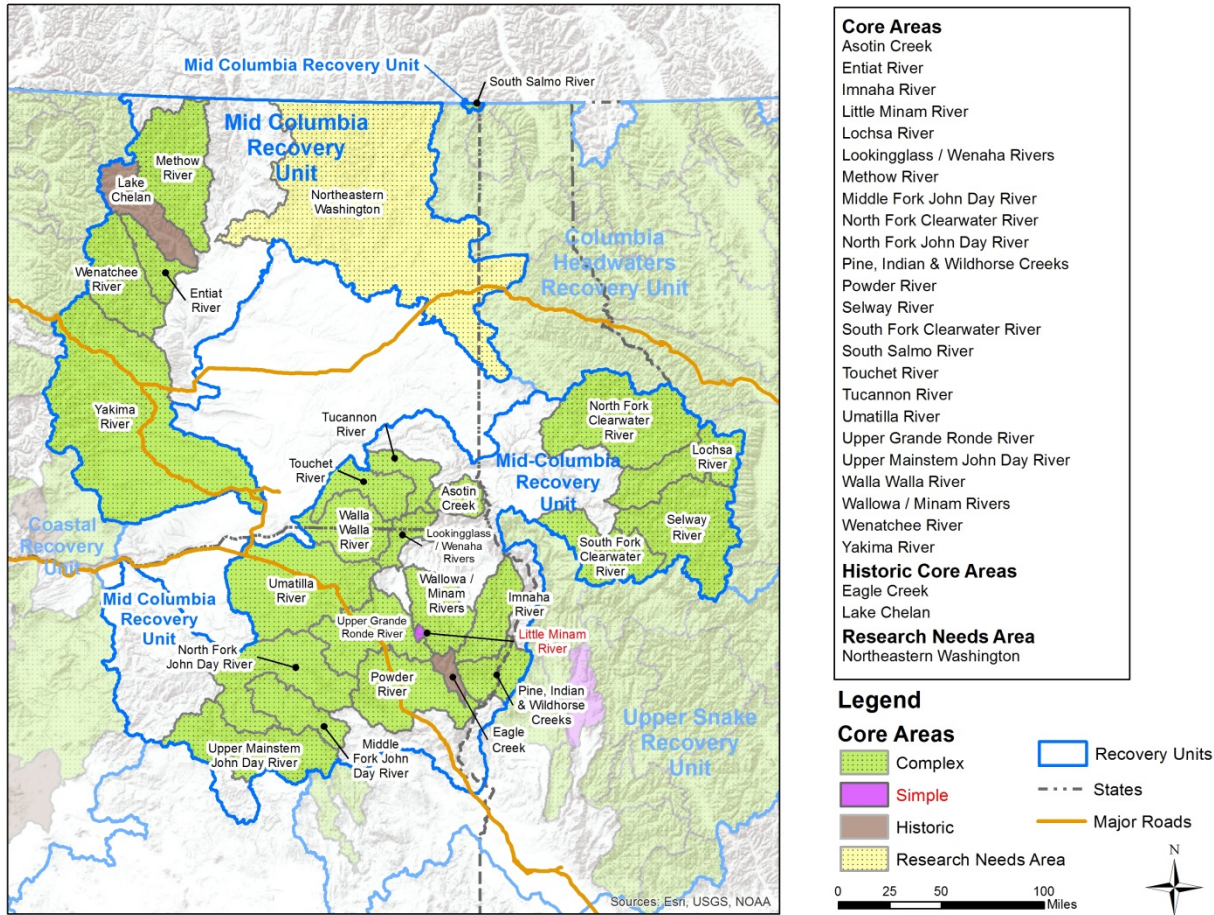 Mid Columbia Recovery Unit
South Salmo River
Mid Columbia
Recovery
Unit
Methow
River
Lake
Chelan
Northeastern
Washington
Columbia
Headwaters
Recovery Unit
Wenatchee
River
Entiat
River
Yakima
River
Tucannon
River
Touchet
River
North Fork
Clearwater
River
Lochsa
River
Mid-Columbia
Recovery
Unit
Asotin
Creek
Walla
Walla
River
Lookingglass
/ Wenaha
Rivers
Selway
River
South Fork
Clearwater
River
Coastal
Recovery
Unit
Umatilla
River
Wallowa /
Minam
Rivers
Imnaha
River
Mid Columbia
Recovery
Unit
Upper Grande
Ronde River
Little Minam
River
North Fork
John Day River
Powder
River
Pine, Indian
& Wildhorse
Creeks
Eagle
Creek
Upper Snake
Recovery
Unit
Upper Mainstem
John Day River
Middle
Fork John
Day River
Sources: Esri, USGS, NOAA
Core Areas
Asotin Creek
Entiat River
Imnaha River
Little Minam River
Lochsa River
Lookingglass / Wenaha Rivers
Methow River
Middle Fork John Day River
North Fork Clearwater River
North Fork John Day River
Pine, Indian & Wildhorse Creeks
Powder River
Selway River
South Fork Clearwater River
South Salmo River
Touchet River
Tucannon River
Umatilla River
Upper Grande Ronde River
Upper Mainstem John Day River
Walla Walla River
Wallowa / Minam Rivers
Wenatchee River
Yakima River
Historic Core Areas
Eagle Creek
Lake Chelan
Research Needs Area
Northeastern Washington
Legend
Core Areas
Complex
Simple
Historic
Research Needs Area
Recovery Units
States
Major Roads
N
0 25 50 100
Miles